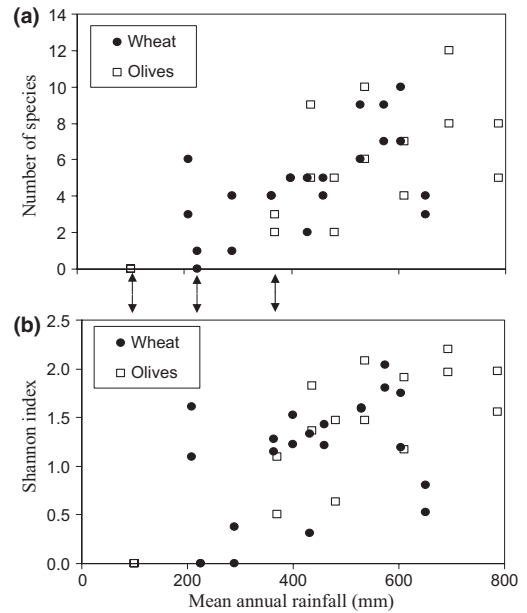 (a)
14
12
10
8
6
4
2
0
Number of species
Wheat
Olives
(b)
2.5
2.0
1.5
1.0
0.5
0.0
Shannon index
Wheat
Olives
0 200 400 600 800
Mean annual rainfall (mm)